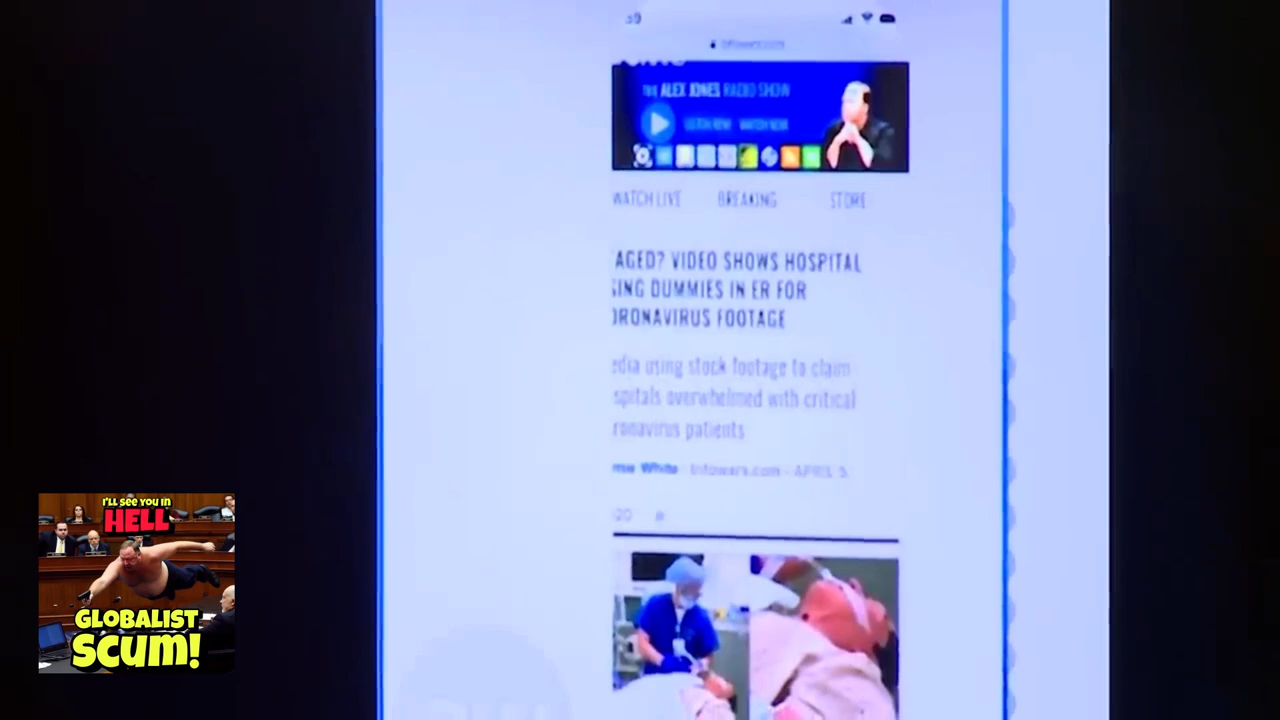 THE ALEX JONES RADIO SHOW
LISTEN NOW WATCH NOW
WATCH LIVE BREAKING STORE
AGED? VIDEO SHOWS HOSPITAL
ING DUMMIES IN ER FOR
ORONAVIRUS FOOTAGE
edia using stock footage to claim
spitals overwhelmed with critical
ronavirus patients
White Infowars.com - APRIL 5,
20
I'LL SEE YOU IN
HELL
GLOBALIST
SCUM!